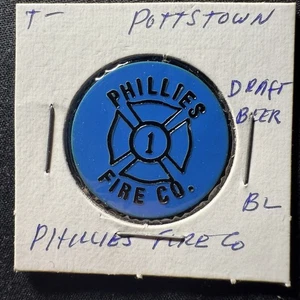 T- POTTSTOWN
DRAFT
BEER
PHILLIES
1
FIRE CO.
BL
PHILLIES FIRE CO